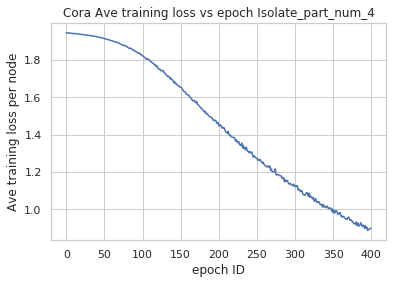 Cora Ave training loss vs epoch Isolate_part_num_4
Ave training loss per node
1.8
1.6
1.4
1.2
1.0
0 50 100 150 200 250 300 350 400
epoch ID